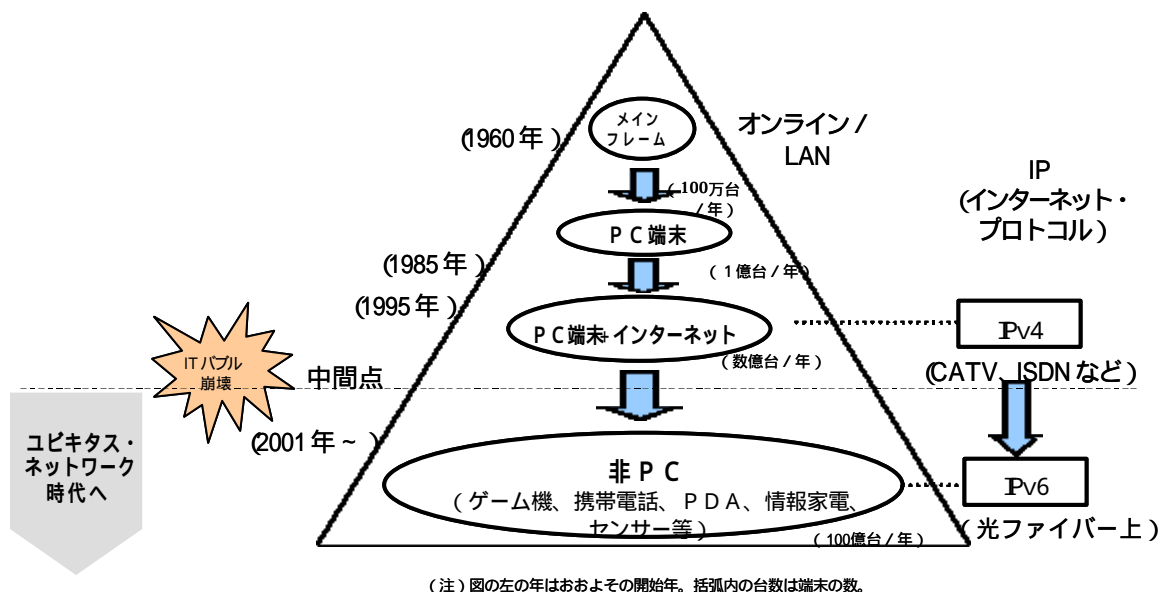 メイン
フレーム
(1960年)
オンライン/
LAN
(100万台
/年)
IP
(インターネット・
プロトコル)
PC端末
(1985年)
(1億台/年)
(1995年)
PC端末+インターネット
IPv4
(数億台/年)
(CATV、ISDNなど)
ITバブル
崩壊
中間点
(2001年~)
ユビキタス・
ネットワーク
時代へ
非PC
(ゲーム機、携帯電話、PDA、情報家電、
センサー等)
(100億台/年)
IPv6
(光ファイバー上)
(注)図の左の年はおおよその開始年。括弧内の台数は端末の数。